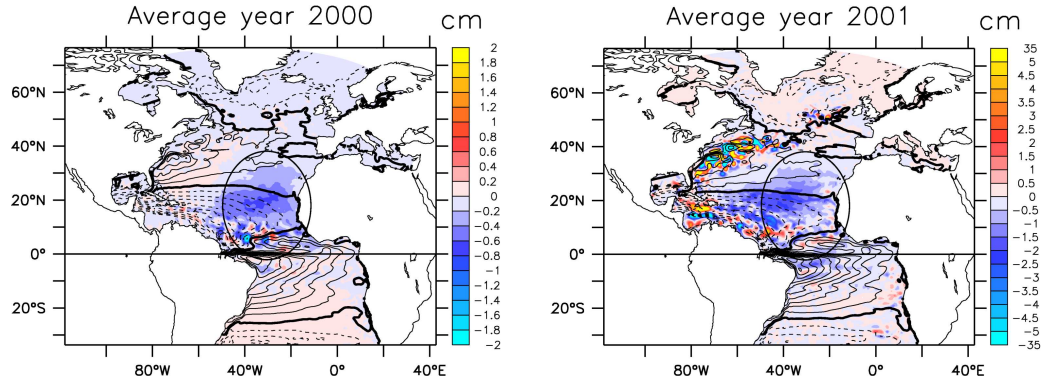 Average year 2000
cm
2
1.8
1.6
1.4
1.2
1
0.8
0.6
0.4
0.2
0
−0.2
−0.4
−0.6
−0.8
−1
−1.2
−1.4
−1.6
−1.8
−2
60°N
40°N
20°N
0°
20°S
80°W
40°W
0°
40°E
Average year 2001
cm
35
5
4.5
4
3.5
3
2.5
2
1.5
1
0.5
−0.5
−1
−1.5
−2
−2.5
−3
−3.5
−4
−4.5
−5
−35
60°N
40°N
20°N
0°
20°S
80°W
40°W
0°
40°E